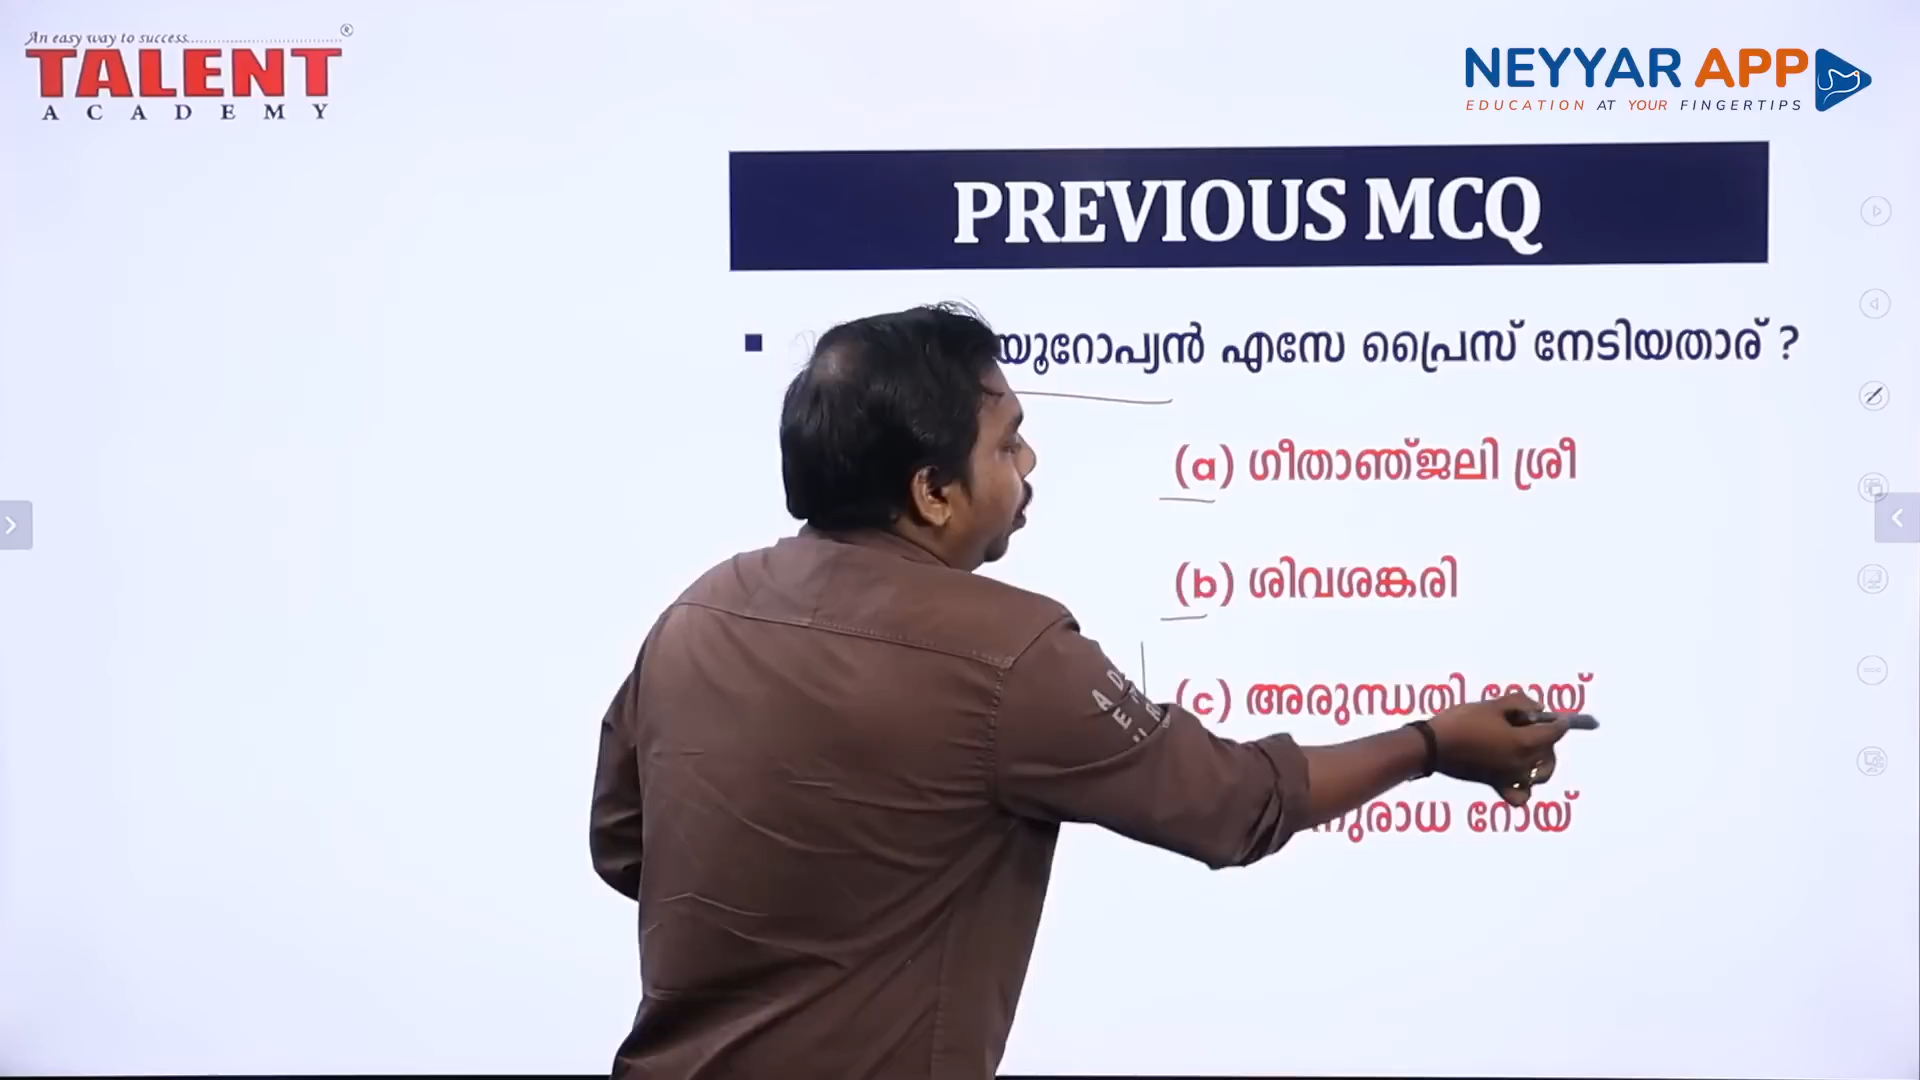 An easy way to success
TALENT
ACADEMY
NEYYAR APP
EDUCATION AT YOUR FINGERTIPS
PREVIOUS MCQ
യൂറോപ്യൻ എസേ പ്രൈസ് നേടിയതാര് ?
(a) ഗീതാഞ്ജലി ശ്രീ
(b) ശിവശങ്കരി
(c) അരുന്ധതി റോയ്
റോയ്